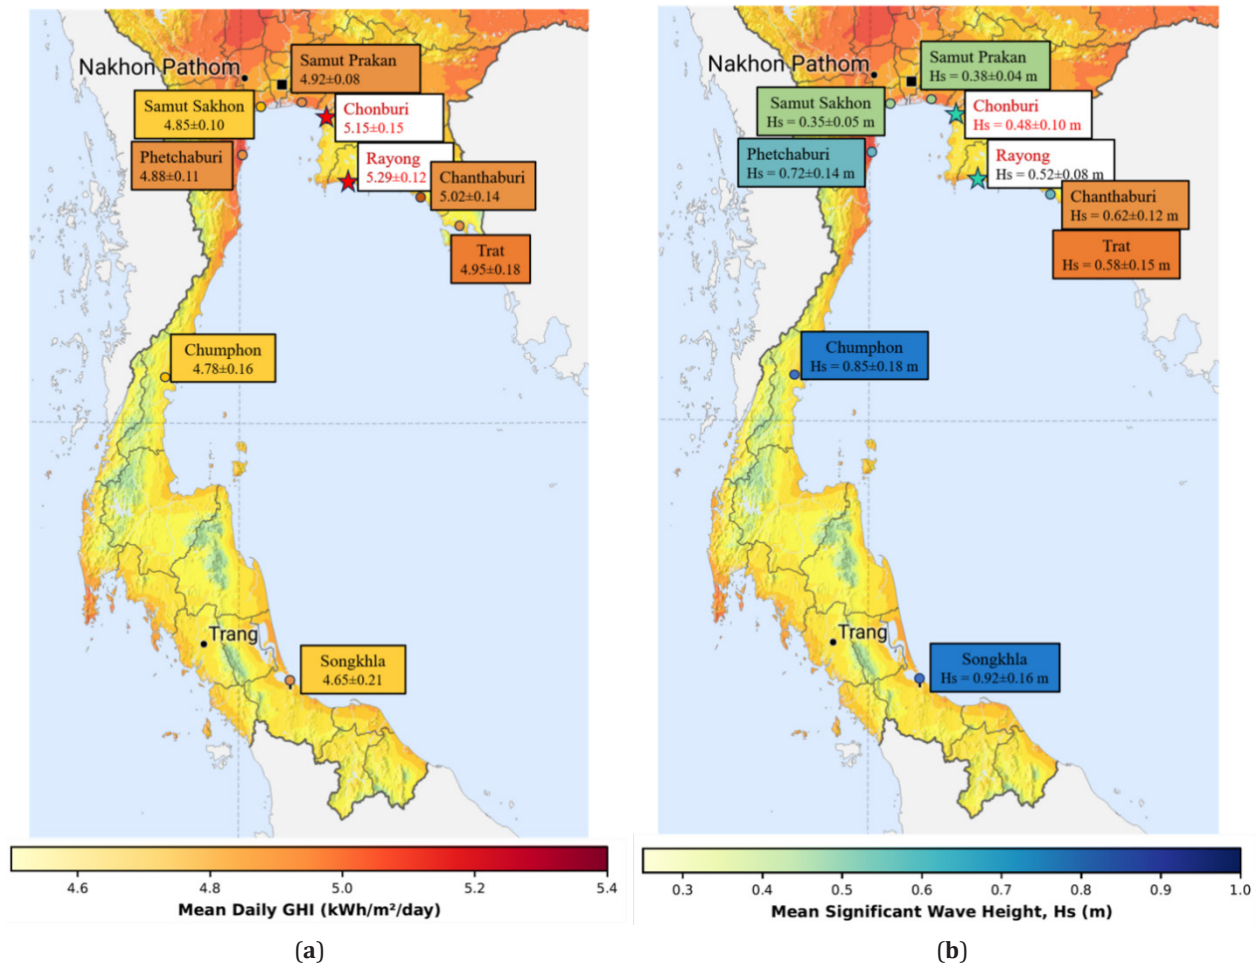 Nakhon Pathom
Samut Prakan
4.92±0.08
Samut Sakhon
4.85±0.10
Chonburi
5.15±0.15
Phetchaburi
4.88±0.11
Rayong
5.29±0.12
Chanthaburi
5.02±0.14
Trat
4.95±0.18
Chumphon
4.78±0.16
Trang
Songkhla
4.65±0.21
4.6 4.8 5.0 5.2 5.4
Mean Daily GHI (kWh/m²/day)
(a)
Nakhon Pathom
Samut Prakan
Hs = 0.38±0.04 m
Samut Sakhon
Hs = 0.35±0.05 m
Chonburi
Hs = 0.48±0.10 m
Phetchaburi
Hs = 0.72±0.14 m
Rayong
Hs = 0.52±0.08 m
Chanthaburi
Hs = 0.62±0.12 m
Trat
Hs = 0.58±0.15 m
Chumphon
Hs = 0.85±0.18 m
Trang
Songkhla
Hs = 0.92±0.16 m
0.3 0.4 0.5 0.6 0.7 0.8 0.9 1.0
Mean Significant Wave Height, Hs (m)
(b)